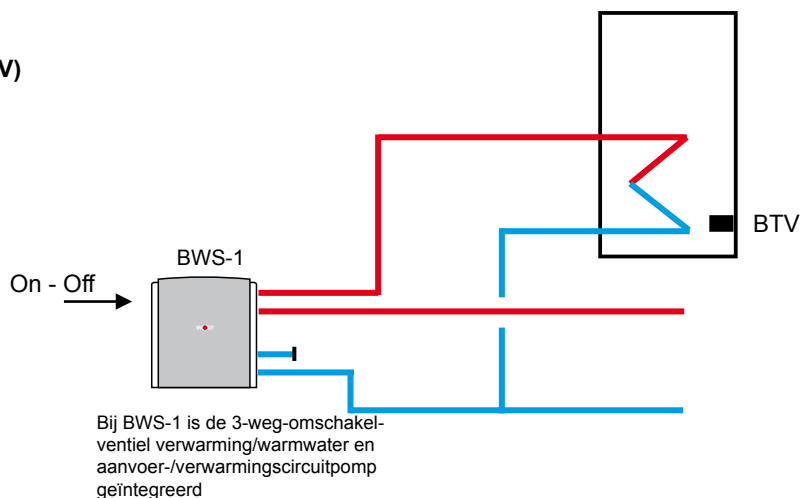 V)
BTV
BWS-1
On - Off
Bij BWS-1 is de 3-weg-omschakel-
ventiel verwarming/warmwater en
aanvoer-/verwarmingscircuitpomp
geïntegreerd